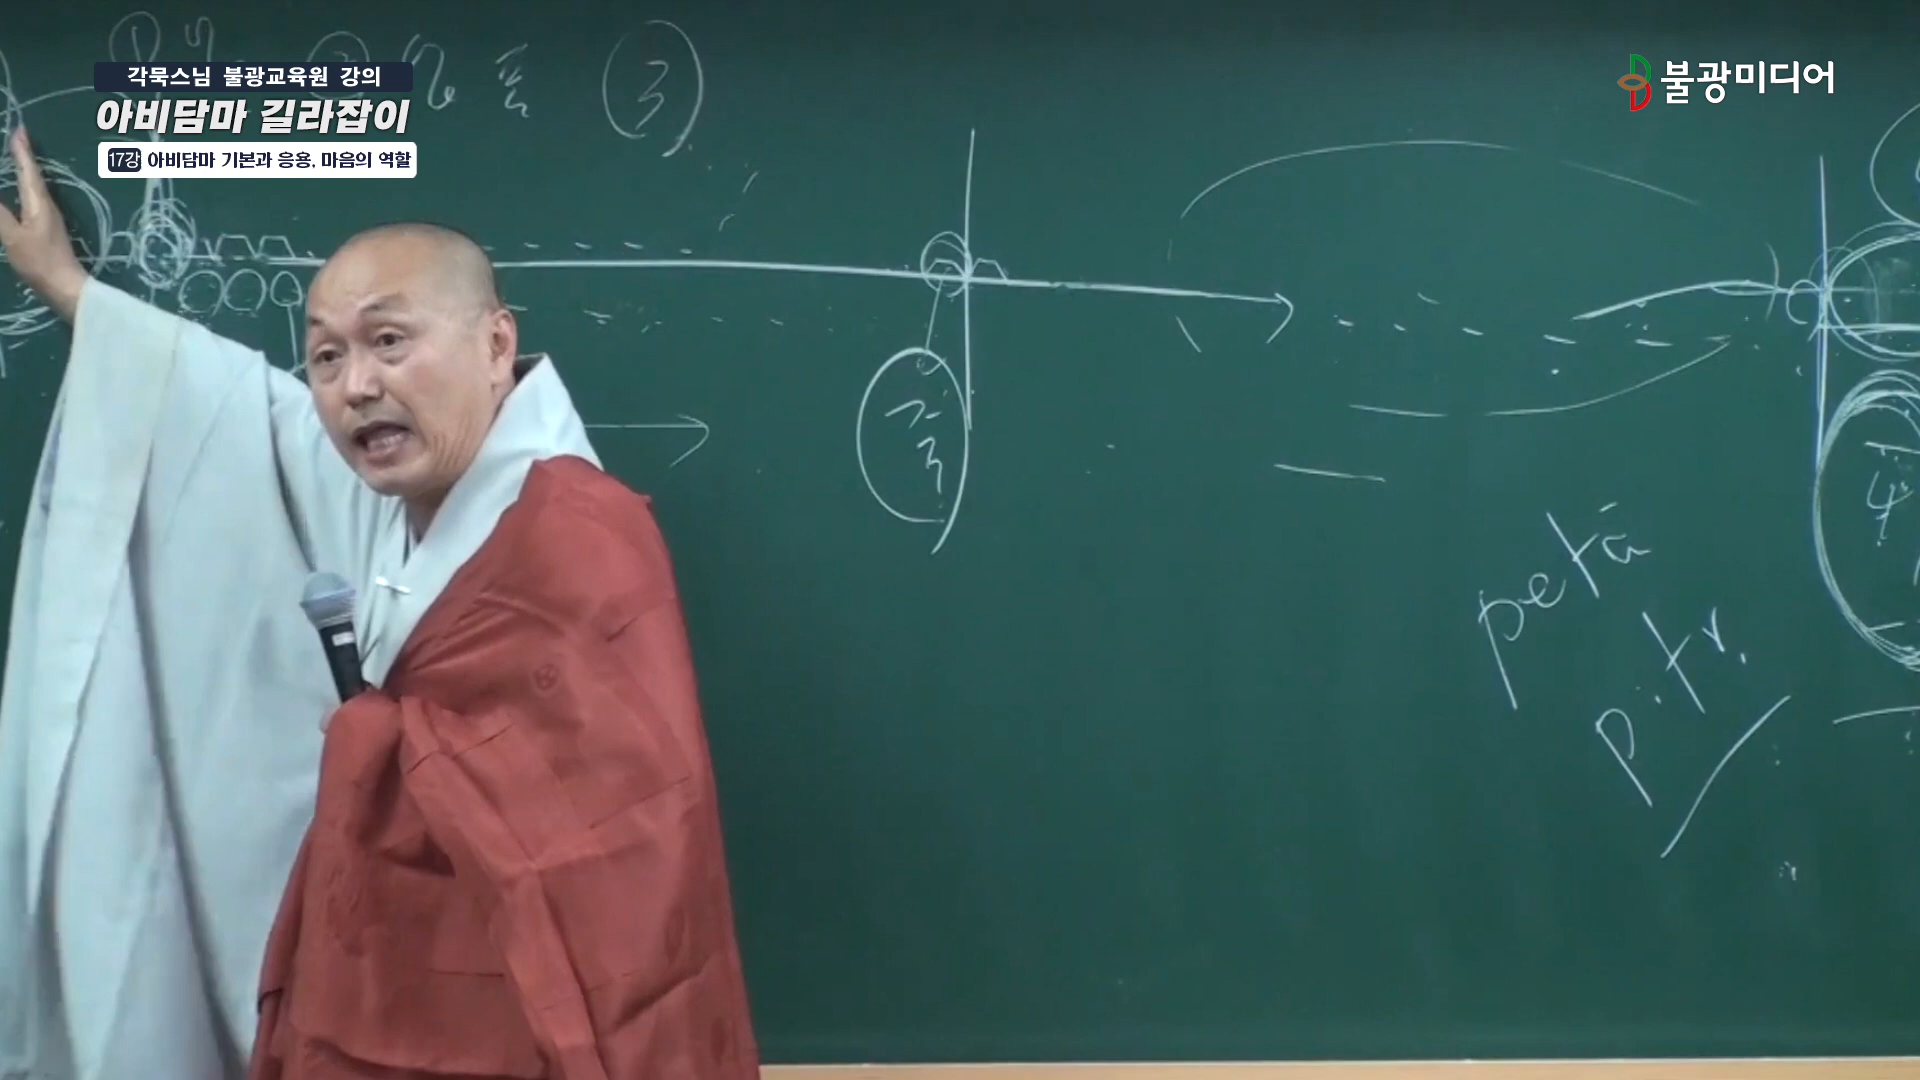 각묵스님 불광교육원 강의
아비담마 길라잡이
17강 아비담마 기본과 응용, 마음의 역할
불광미디어
③
petā
pitr.